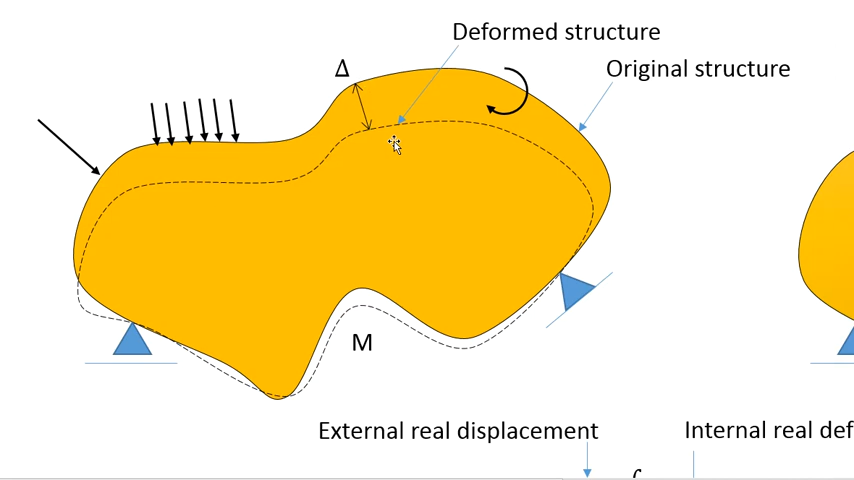 Deformed structure
Δ
Original structure
M
External real displacement
Internal real def